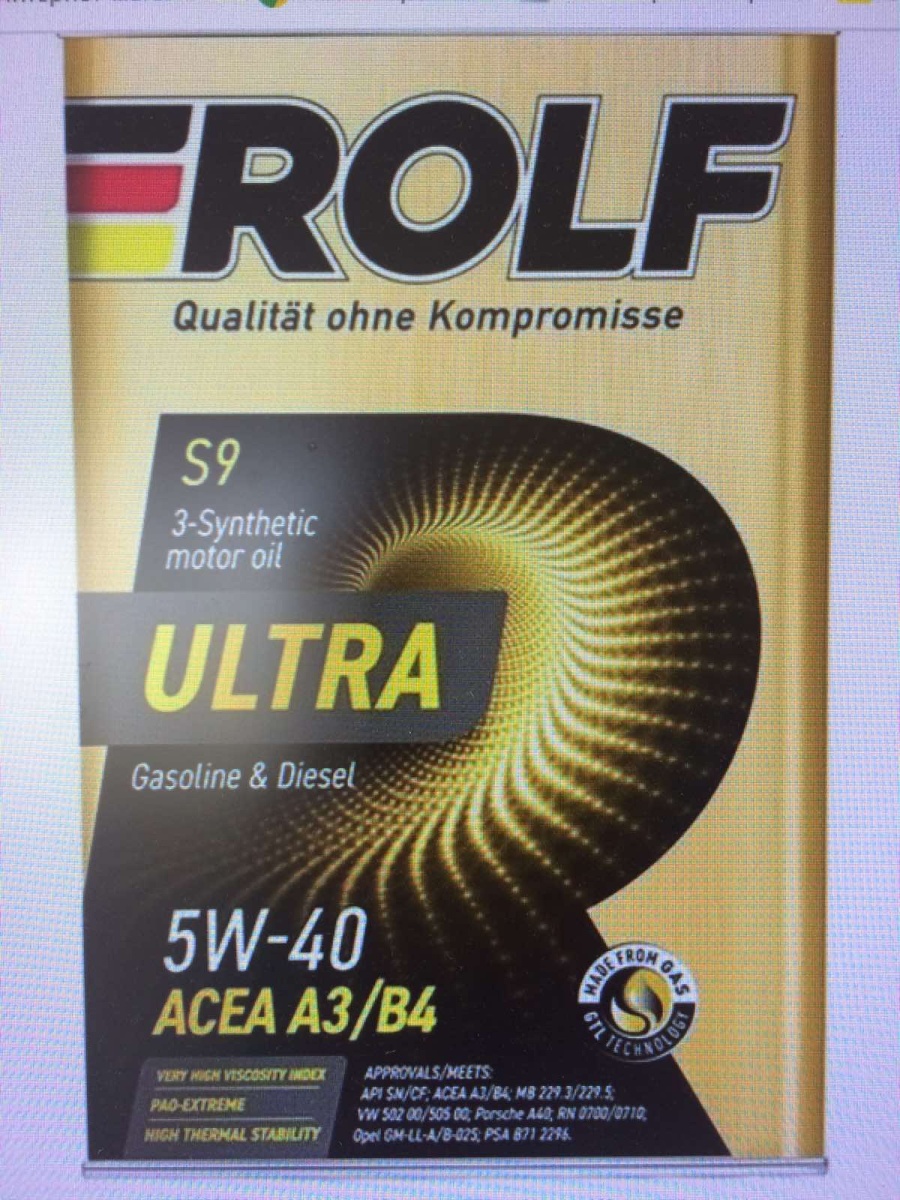 ROLF
Qualität ohne Kompromisse
S9
3-Synthetic
motor oil
ULTRA
Gasoline & Diesel
5W-40
ACEA A3/B4
MADE FROM GAS
GTL TECHNOLOGY
VERY HIGH VISCOSITY INDEX
PAO-EXTREME
HIGH THERMAL STABILITY
APPROVALS/MEETS:
API SN/CF; ACEA A3/B4; MB 229.3/229.5;
VW 502 00/505 00; Porsche A40; RN 0700/0710;
Opel GM-LL-A/B-025; PSA B71 2296.